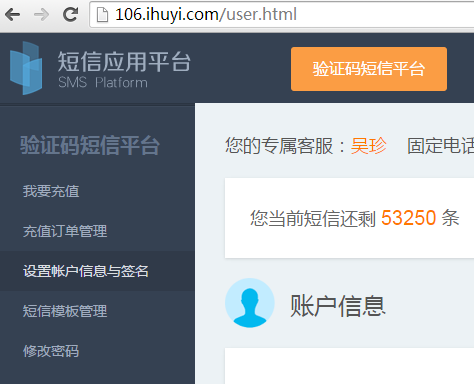 106.ihuyi.com/user.html
短信应用平台
SMS Platform
验证码短信平台
验证码短信平台
我要充值
充值订单管理
设置帐户信息与签名
短信模板管理
修改密码
您的专属客服：吴珍 固定电话
您当前短信还剩 53250 条
账户信息